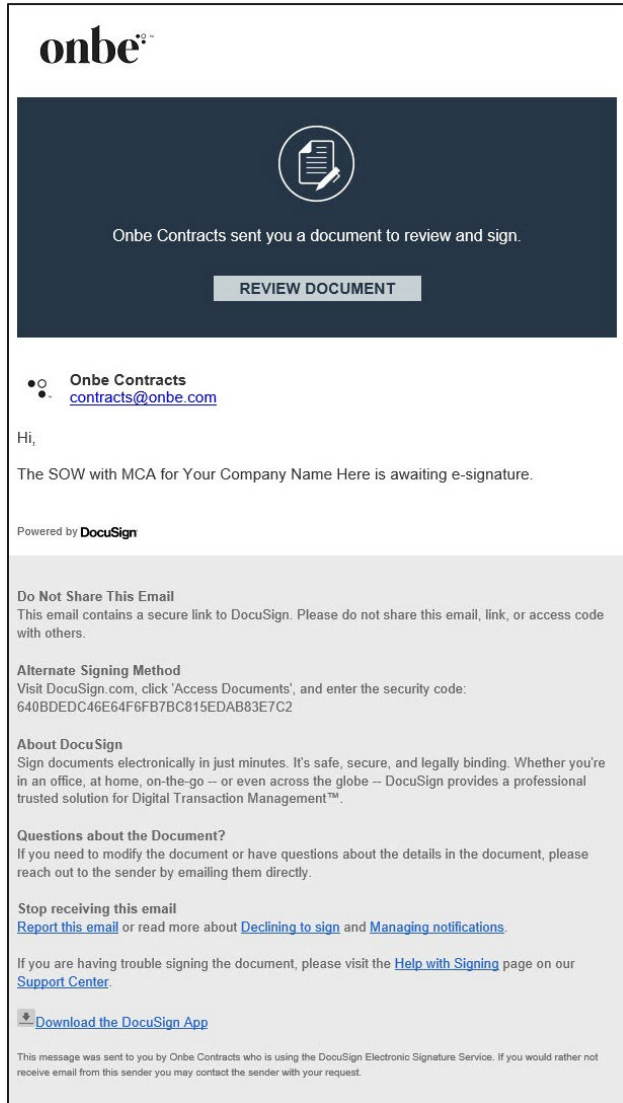 onbe
Onbe Contracts sent you a document to review and sign.
REVIEW DOCUMENT
Onbe Contracts
contracts@onbe.com
Hi,
The SOW with MCA for Your Company Name Here is awaiting e-signature.
Powered by DocuSign
Do Not Share This Email
This email contains a secure link to DocuSign. Please do not share this email, link, or access code
with others.
Alternate Signing Method
Visit DocuSign.com, click 'Access Documents', and enter the security code:
640BDEDC46E64F6FB7BC815EDAB83E7C2
About DocuSign
Sign documents electronically in just minutes. It's safe, secure, and legally binding. Whether you're
in an office, at home, on-the-go -- or even across the globe -- DocuSign provides a professional
trusted solution for Digital Transaction Management™.
Questions about the Document?
If you need to modify the document or have questions about the details in the document, please
reach out to the sender by emailing them directly.
Stop receiving this email
Report this email or read more about Declining to sign and Managing notifications.
If you are having trouble signing the document, please visit the Help with Signing page on our
Support Center.
Download the DocuSign App
This message was sent to you by Onbe Contracts who is using the DocuSign Electronic Signature Service. If you would rather not
receive email from this sender you may contact the sender with your request.